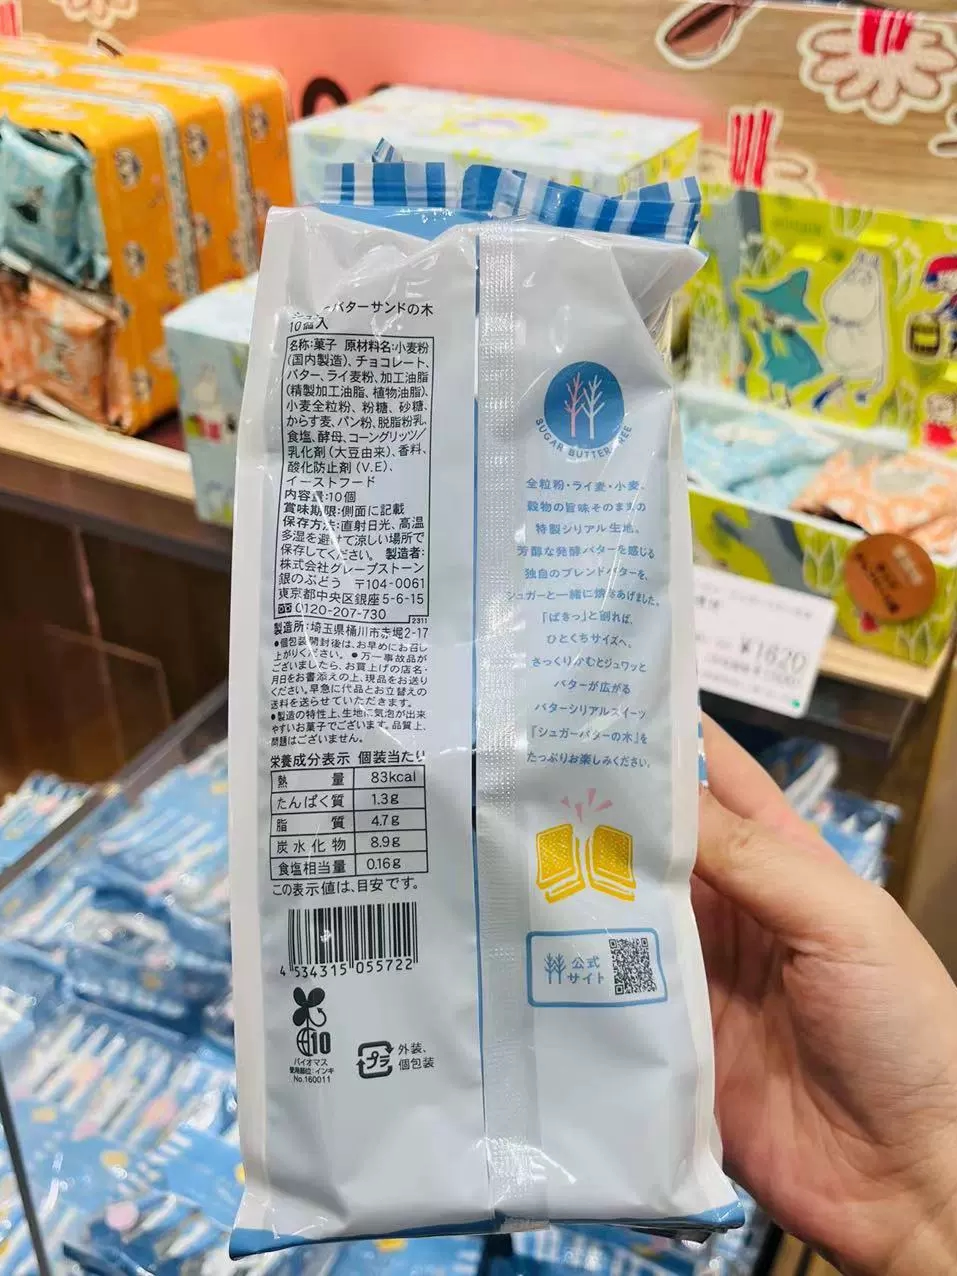 バターサンドの木
10個入
名称:菓子 原材料名:小麦粉
(国内製造)、チョコレート、
バター、ライ麦粉、加工油脂
(精製加工油脂、植物油脂)、
小麦全粒粉、粉糖、砂糖、
からす麦、パン粉、脱脂粉乳、
食塩、酵母、コーングリッツ/
乳化剤(大豆由来)、香料、
酸化防止剤(V.E)、
イーストフード
内容量:10個
賞味期限:側面に記載
保存方法:直射日光、高温
多湿を避けて涼しい場所で
保存してください。 製造者:
株式会社グレープストーン
銀のぶどう 〒104-0061
東京都中央区銀座5-6-15
0120-207-730
2311
製造所:埼玉県桶川市赤堀2-17
●個包装開封後は、お早めにお召し
上がりください。●万一事故品が
ございましたら、お買上げの店名・
月日をお書添えの上、現品をお送り
ください。早急に代品とお立替えの
送料を送らせていただきます。
●製造の特性上、生地に気泡が出来
やすいお菓子でございます。品質上、
問題はございません。
栄養成分表示 個装当たり
熱量 83kcal
たんぱく質 1.3g
脂質 4.7g
炭水化物 8.9g
食塩相当量 0.16g
この表示値は、目安です。
4 534315 055722
10
バイオマス
使用部位:インキ
No.160011
プラ
外装、
個包装
SUGAR BUTTER TREE
全粒粉・ライ麦・小麦、
穀物の旨味そのままの
特製シリアル生地。
芳醇な発酵バターを感じる
独自のブレンドバターを、
シュガーと一緒に焼きあげました。
「ぱきっ」と割れば、
ひとくちサイズへ、
さっくりかむとジュワッと
バターが広がる
バターシリアルスイーツ
「シュガーバターの木」を
たっぷりお楽しみください。
公式
サイト
¥1620